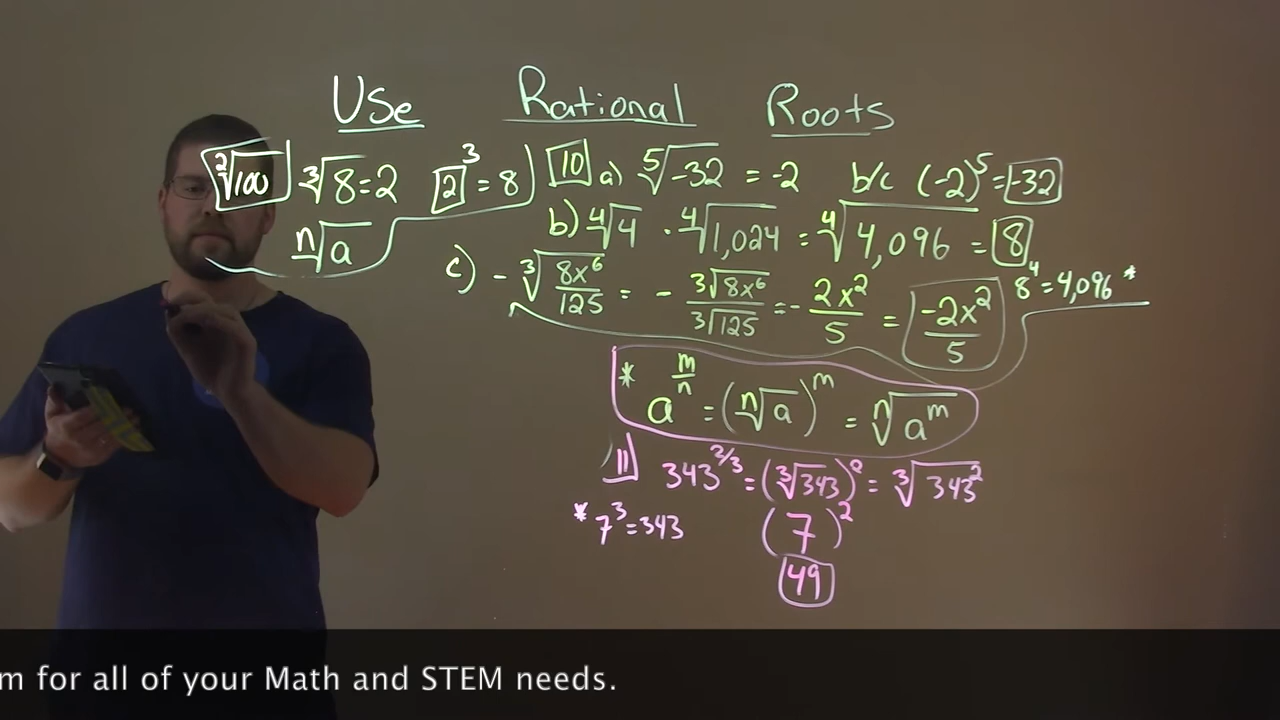 Use Rational Roots
²√100 ³√8 = 2 2³ = 8
ⁿ√a
10 a) ⁵√-32 = -2 b/c (-2)⁵ = -32
b) ⁴√4 · ⁴√1,024 = ⁴√4,096 = 8
8⁴ = 4,096 *
c) - ³√(8x⁶/125) = - ³√8x⁶/³√125 = - 2x²/5 = -2x²/5
* a^(m/n) = (ⁿ√a)^m = ⁿ√a^m
11 343^(2/3) = (³√343)² = ³√343²
* 7³ = 343 (7)²
49
m for all of your Math and STEM needs.